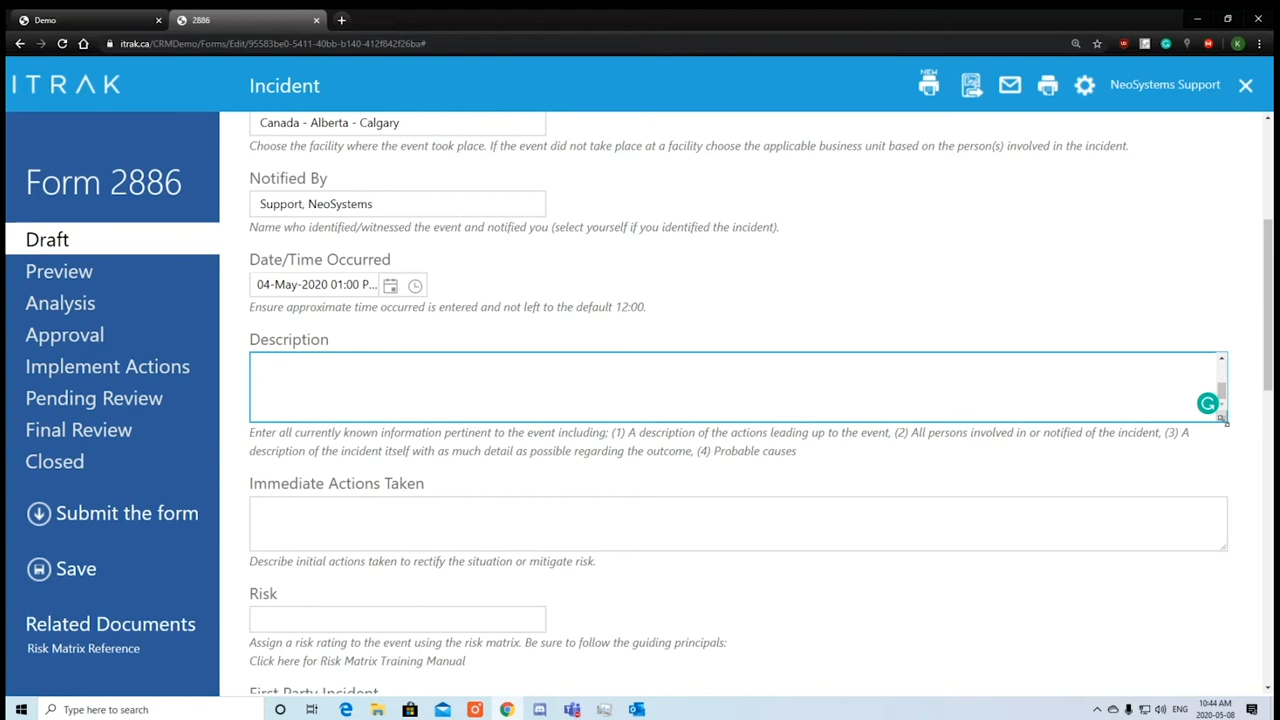 Demo
2886
itrak.ca/CRMDemo/Forms/Edit/95583be0-5411-40bb-b140-412f842f26ba#
K
ITRAK
Incident
NEW
NeoSystems Support
Form 2886
Draft
Preview
Analysis
Approval
Implement Actions
Pending Review
Final Review
Closed
Submit the form
Save
Related Documents
Risk Matrix Reference
Canada - Alberta - Calgary
Choose the facility where the event took place. If the event did not take place at a facility choose the applicable business unit based on the person(s) involved in the incident.
Notified By
Support, NeoSystems
Name who identified/witnessed the event and notified you (select yourself if you identified the incident).
Date/Time Occurred
04-May-2020 01:00 P...
Ensure approximate time occurred is entered and not left to the default 12:00.
Description
Enter all currently known information pertinent to the event including; (1) A description of the actions leading up to the event, (2) All persons involved in or notified of the incident, (3) A
description of the incident itself with as much detail as possible regarding the outcome, (4) Probable causes
Immediate Actions Taken
Describe initial actions taken to rectify the situation or mitigate risk.
Risk
Assign a risk rating to the event using the risk matrix. Be sure to follow the guiding principals:
Click here for Risk Matrix Training Manual
First Party Incident
Type here to search
ENG
10:44 AM
2020-05-08